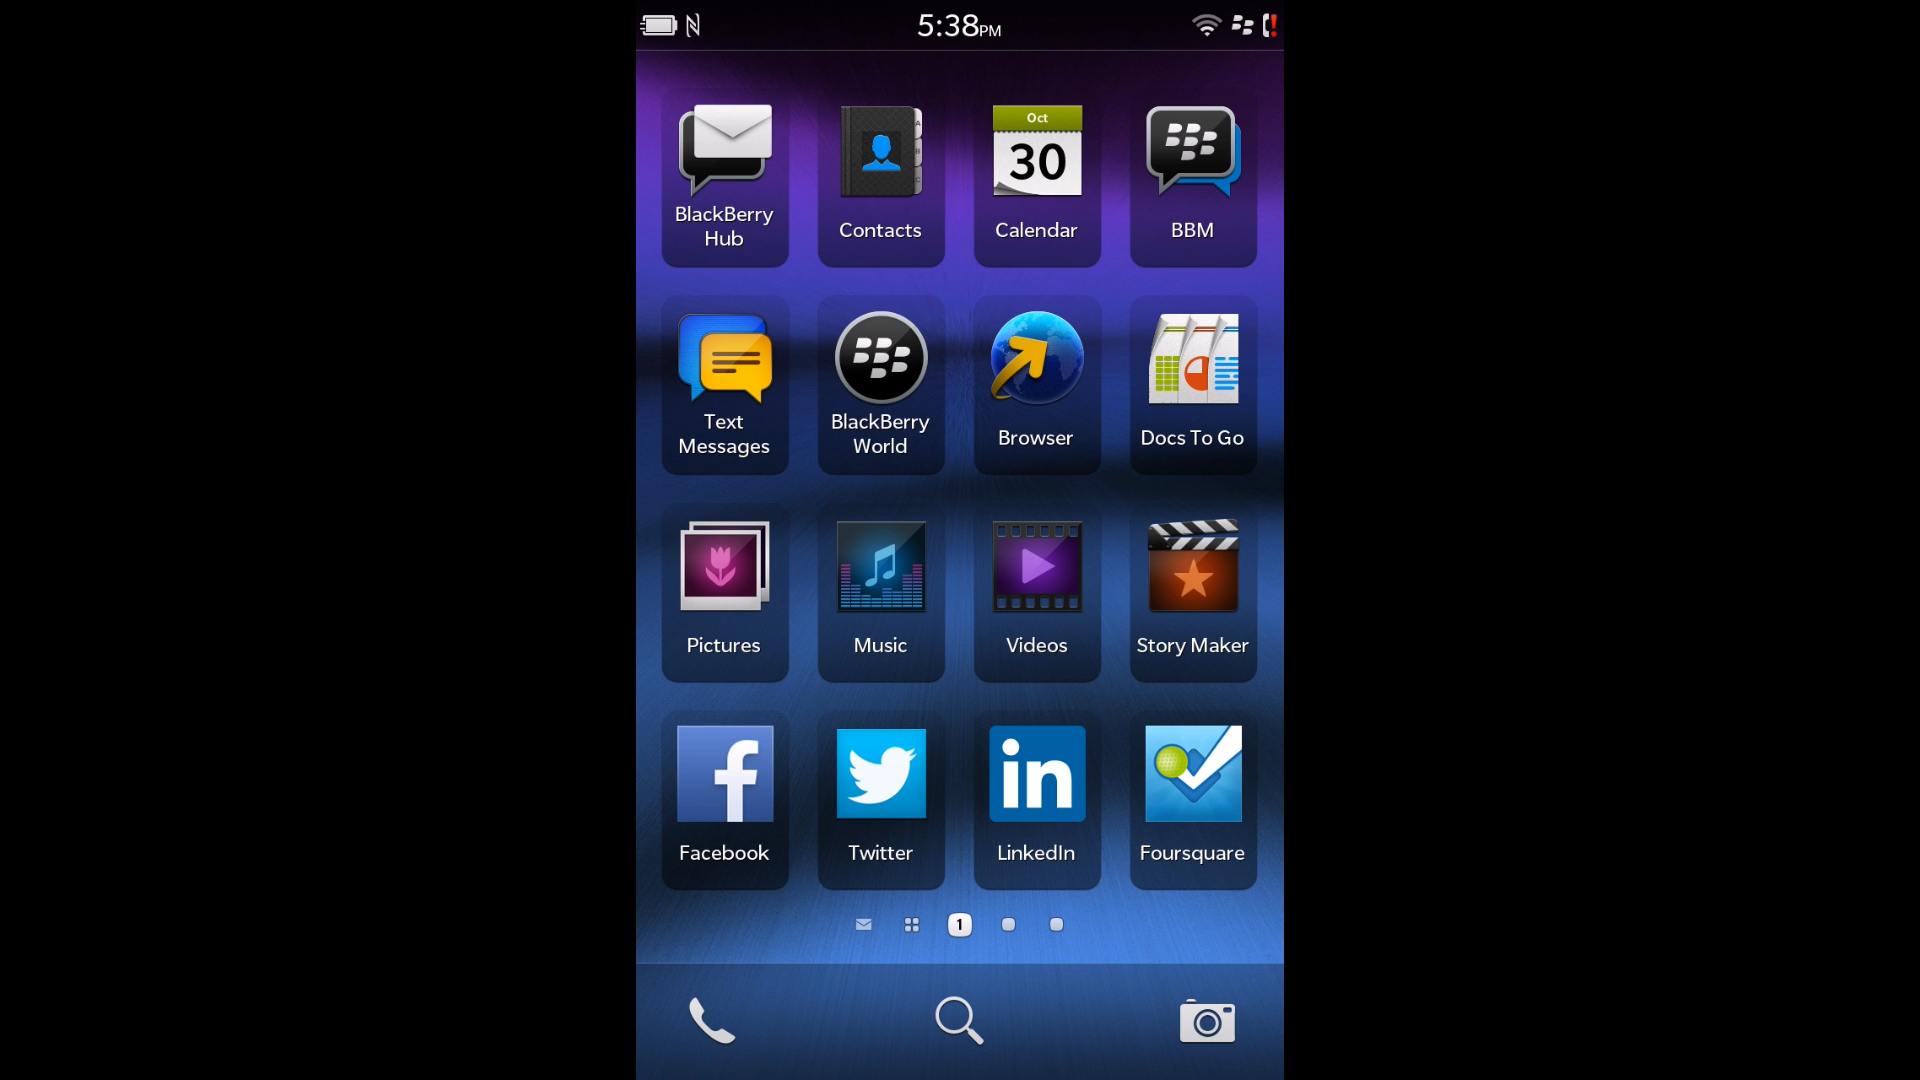 5:38PM
Oct
30
A
B
C
BlackBerry
Hub
Contacts
Calendar
BBM
Text
Messages
BlackBerry
World
Browser
Docs To Go
Pictures
Music
Videos
Story Maker
f
in
Facebook
Twitter
LinkedIn
Foursquare
1